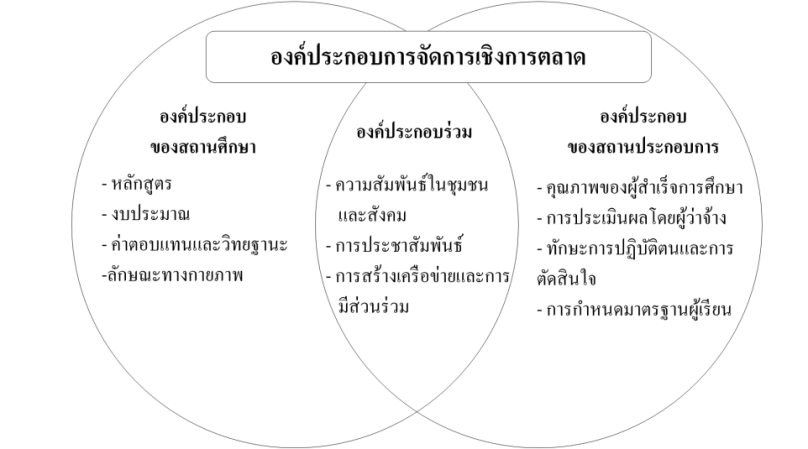 องค์ประกอบการจัดการเชิงการตลาด
องค์ประกอบ
ของสถานศึกษา
- หลักสูตร
- งบประมาณ
- ค่าตอบแทนและวิทยฐานะ
-ลักษณะทางกายภาพ
องค์ประกอบร่วม
- ความสัมพันธ์ในชุมชน
และสังคม
- การประชาสัมพันธ์
- การสร้างเครือข่ายและการ
มีส่วนร่วม
องค์ประกอบ
ของสถานประกอบการ
- คุณภาพของผู้สำเร็จการศึกษา
- การประเมินผลโดยผู้ว่าจ้าง
- ทักษะการปฏิบัติตนและการ
ตัดสินใจ
- การกำหนดมาตรฐานผู้เรียน